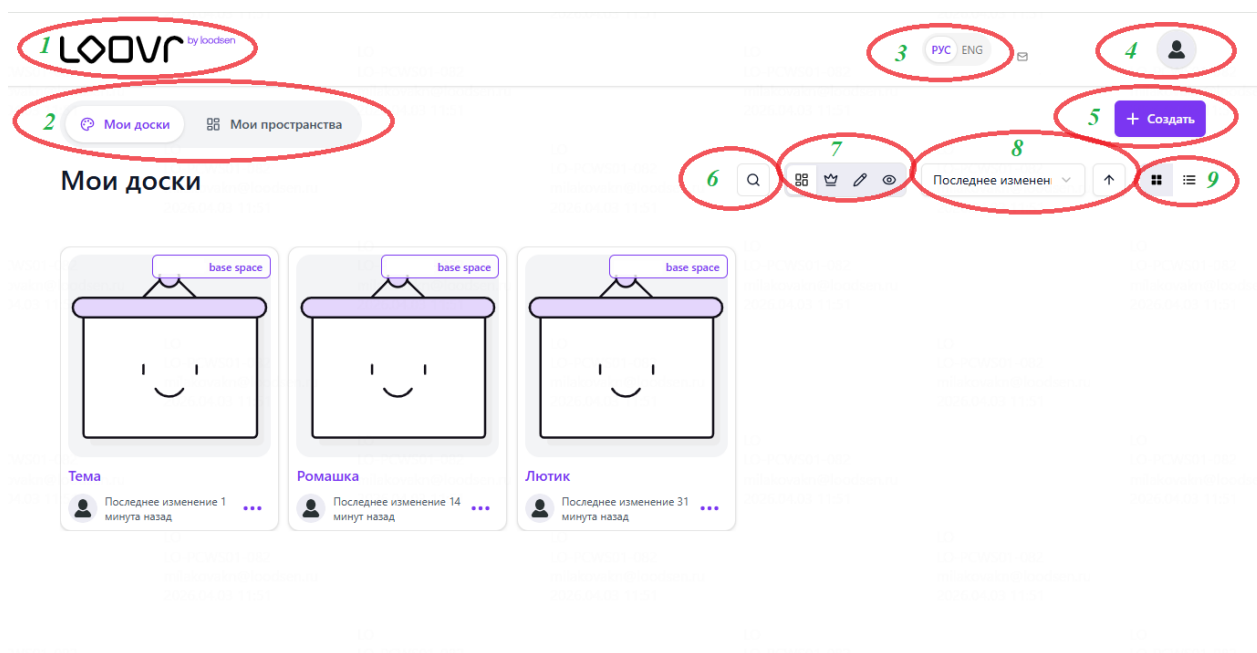 1 LOOVr by loodsen
3 РУС ENG
4
2 Мои доски Мои пространства
5 + Создать
Мои доски
6
7
8 Последнее изменен
9
base space
base space
base space
Тема
Ромашка
Лютик
Последнее изменение 1
минута назад
Последнее изменение 14
минут назад
Последнее изменение 31
минута назад